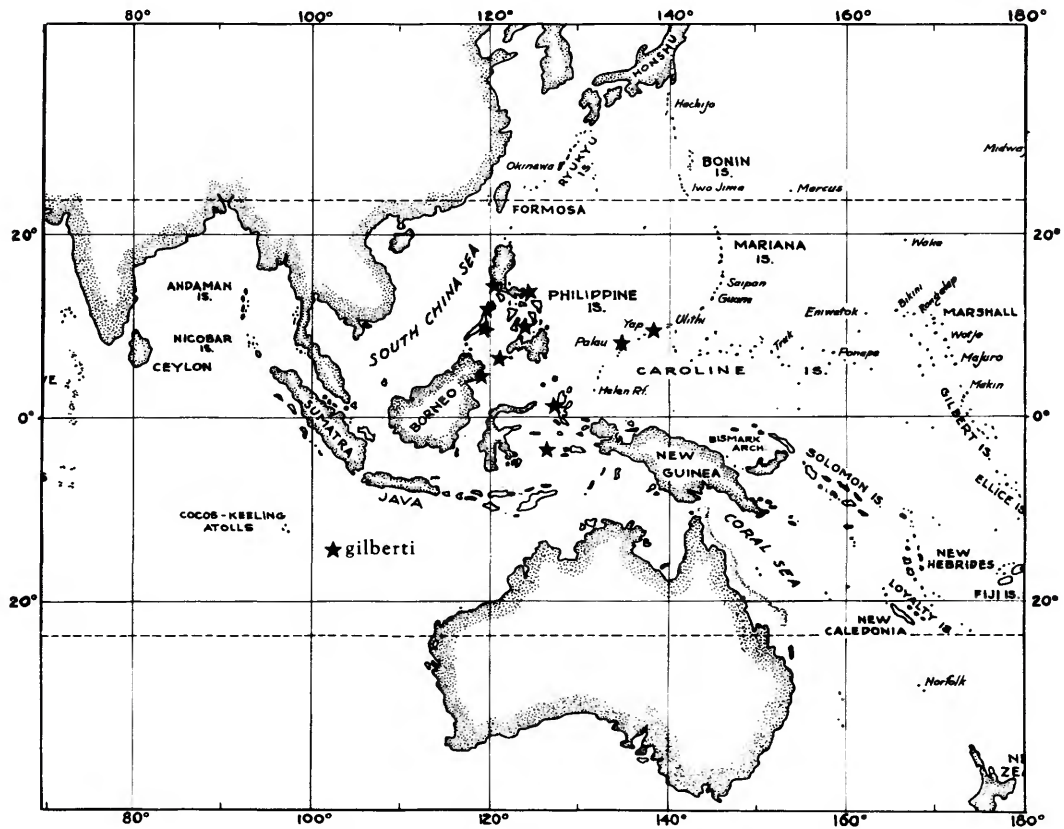 80°
100°
120°
140°
160°
180°
HONSHU
Hachijo
Midway
Okinawa
RYUKYU
IS.
BONIN
IS.
Iwo Jima
Marcus
FORMOSA
20°
20°
MARIANA
IS.
Wake
SOUTH CHINA SEA
ANDAMAN
IS.
PHILIPPINE
IS.
Saipan
Guam
Bikini
Rongelap
Eniwetok
MARSHALL
Yap
Ulithi
Wotje
NICOBAR
IS.
Palau
Truk
Ponape
Majuro
CEYLON
CAROLINE
IS.
Helen Rf.
Makin
BORNEO
SUMATRA
GILBERT IS.
0°
0°
BISMARK
ARCH.
NEW
GUINEA
SOLOMON IS.
JAVA
ELLICE IS.
COCOS-KEELING
ATOLLS
CORAL SEA
gilberti
NEW
HEBRIDES
FIJI IS.
20°
20°
LOYALTY IS.
NEW
CALEDONIA
Norfolk
80°
100°
120°
140°
160°
180°